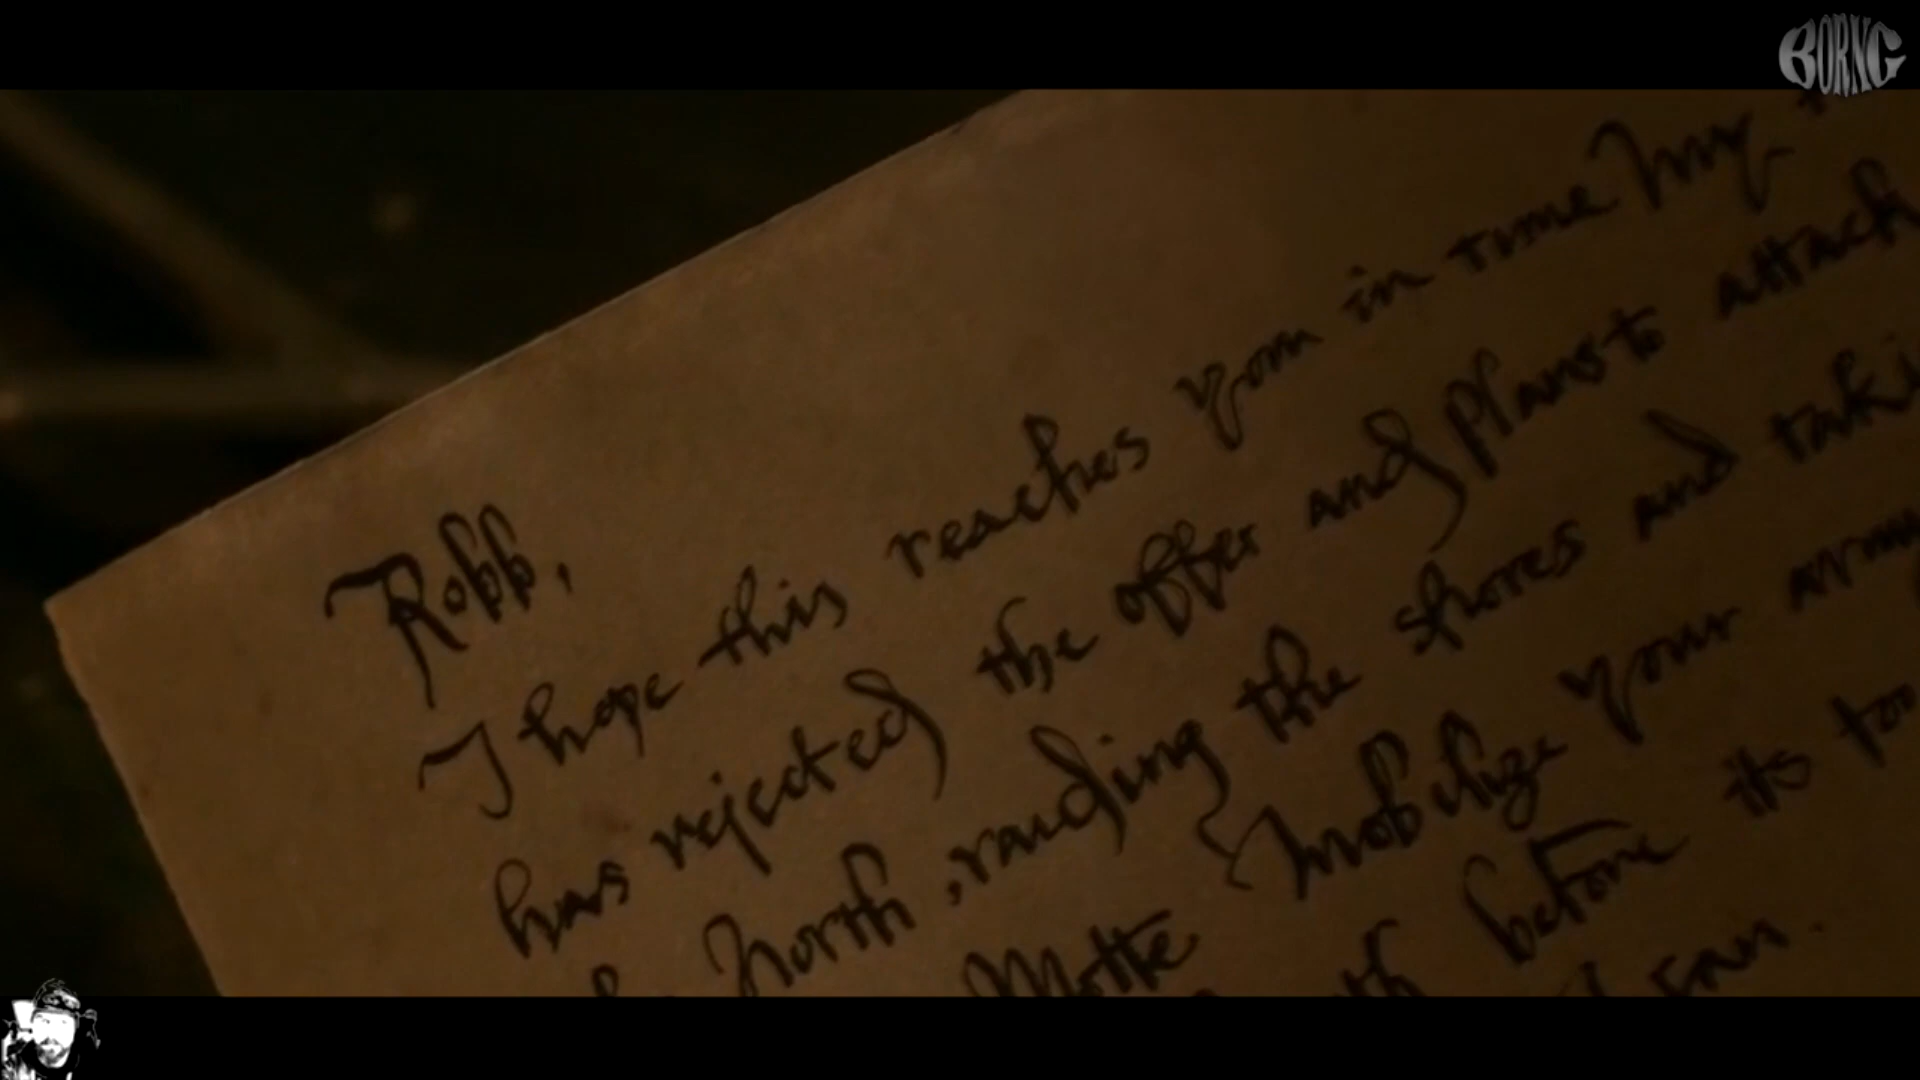 BORNG
Robb,
I hope this reaches you in time My
has rejected the offer and plans to attack
North, raiding the shores and taki
Motte Mobilize your army
before its too
can.